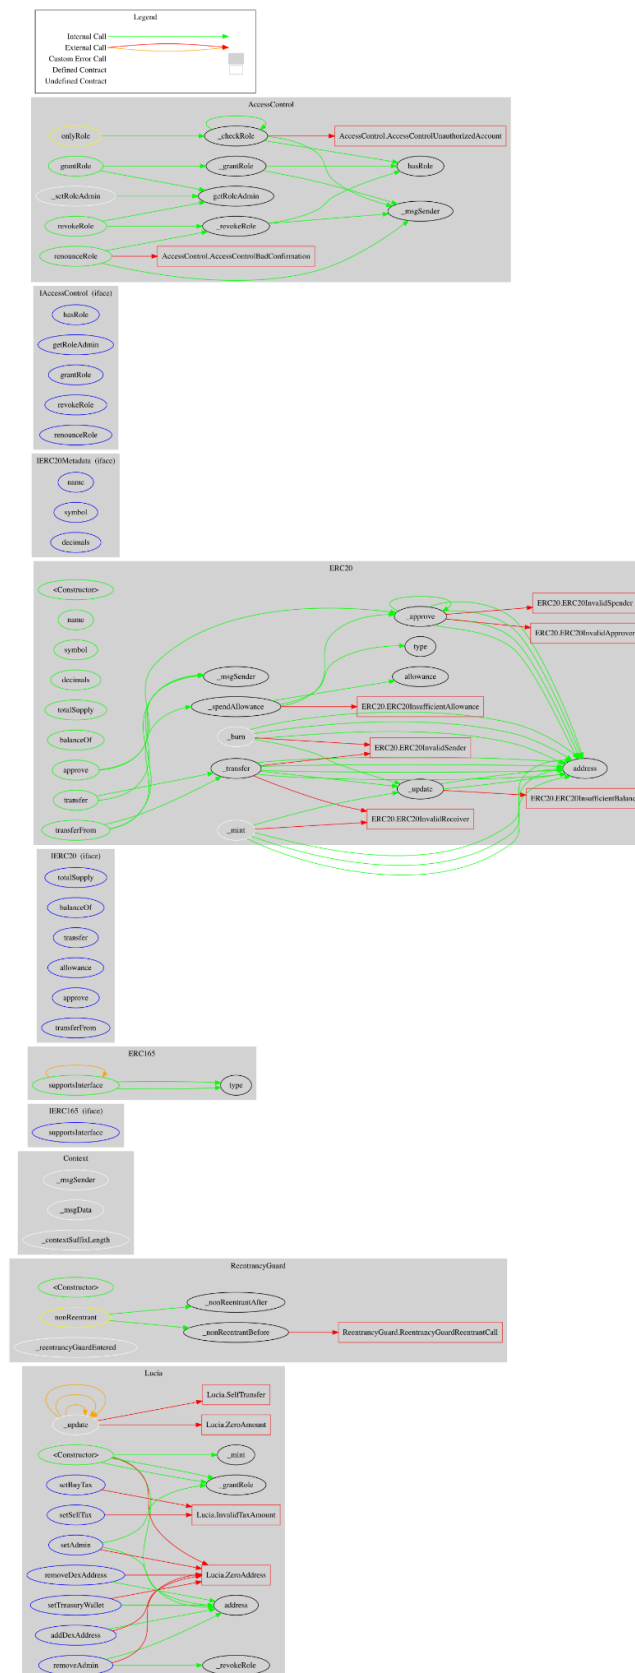 Legend
Internal Call
External Call
Custom Error Call
Defined Contract
Undefined Contract
AccessControl
onlyRole
_checkRole
AccessControl.AccessControlUnauthorizedAccount
grantRole
_grantRole
hasRole
_setRoleAdmin
getRoleAdmin
_msgSender
revokeRole
_revokeRole
renounceRole
AccessControl.AccessControlBadConfirmation
IAccessControl (iface)
hasRole
getRoleAdmin
grantRole
revokeRole
renounceRole
IERC20Metadata (iface)
name
symbol
decimals
ERC20
<Constructor>
name
symbol
decimals
totalSupply
balanceOf
approve
transfer
transferFrom
_msgSender
_spendAllowance
_burn
_transfer
_mint
_approve
type
allowance
ERC20.ERC20InsufficientAllowance
ERC20.ERC20InvalidSender
_update
ERC20.ERC20InvalidReceiver
ERC20.ERC20InvalidSpender
ERC20.ERC20InvalidApprover
address
ERC20.ERC20InsufficientBalanc
IERC20 (iface)
totalSupply
balanceOf
transfer
allowance
approve
transferFrom
ERC165
supportsInterface
type
IERC165 (iface)
supportsInterface
Context
_msgSender
_msgData
_contextSuffixLength
ReentrancyGuard
<Constructor>
nonReentrant
_reentrancyGuardEntered
_nonReentrantAfter
_nonReentrantBefore
ReentrancyGuard.ReentrancyGuardReentrantCall
Lucia
_update
Lucia.SelfTransfer
Lucia.ZeroAmount
<Constructor>
_mint
_grantRole
setBuyTax
setSellTax
Lucia.InvalidTaxAmount
setAdmin
removeDexAddress
Lucia.ZeroAddress
setTreasuryWallet
address
addDexAddress
removeAdmin
_revokeRole